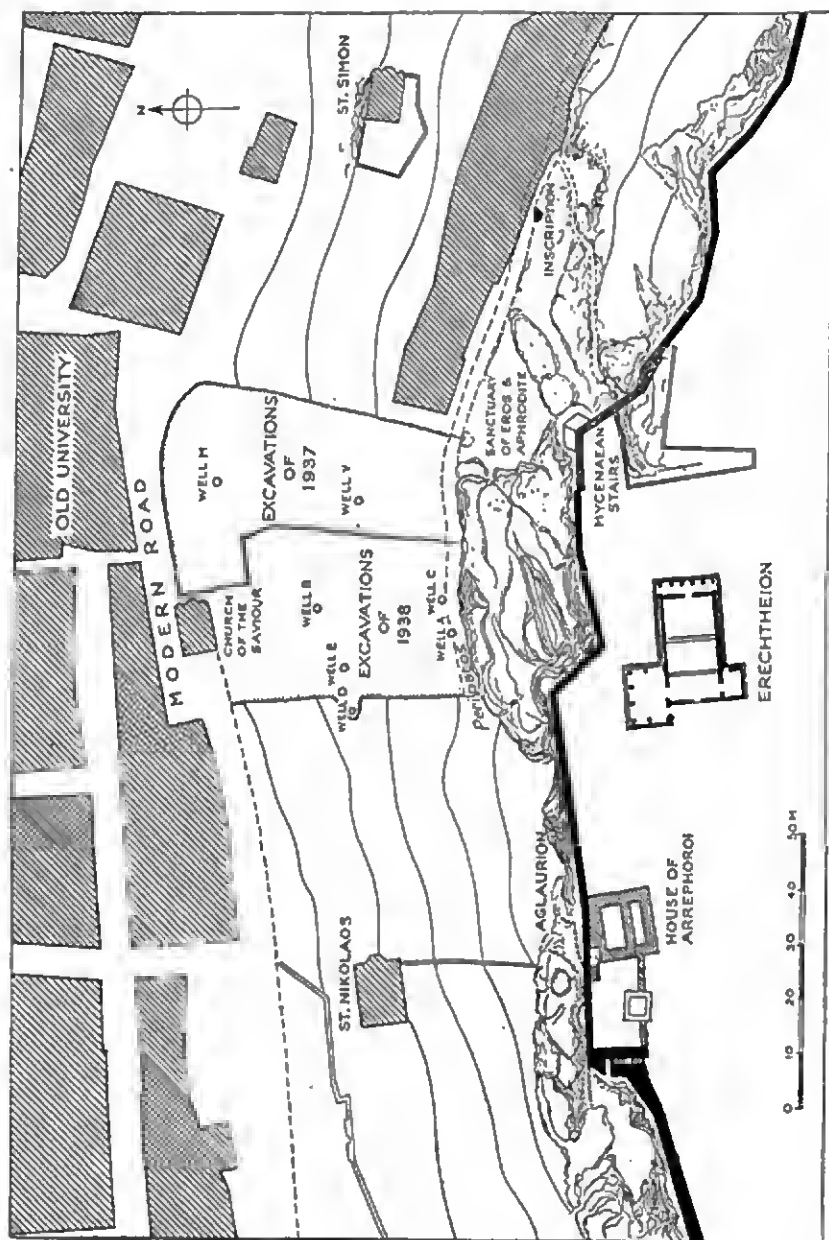 N
ST. SIMON
OLD UNIVERSITY
MODERN ROAD
WELL M
EXCAVATIONS
OF
1937
WELL V
CHURCH
OF THE
SAVIOUR
WELL B
WELL E
WELL D
EXCAVATIONS
OF
1938
WELL C
WELL A
Peripatos
INSCRIPTION
SANCTUARY
OF EROS &
APHRODITE
MYCENAEAN
STAIRS
ST. NIKOLAOS
AGLAURION
ERECHTHEION
HOUSE OF
ARREPHOROI
0 10 20 30 40 50 M